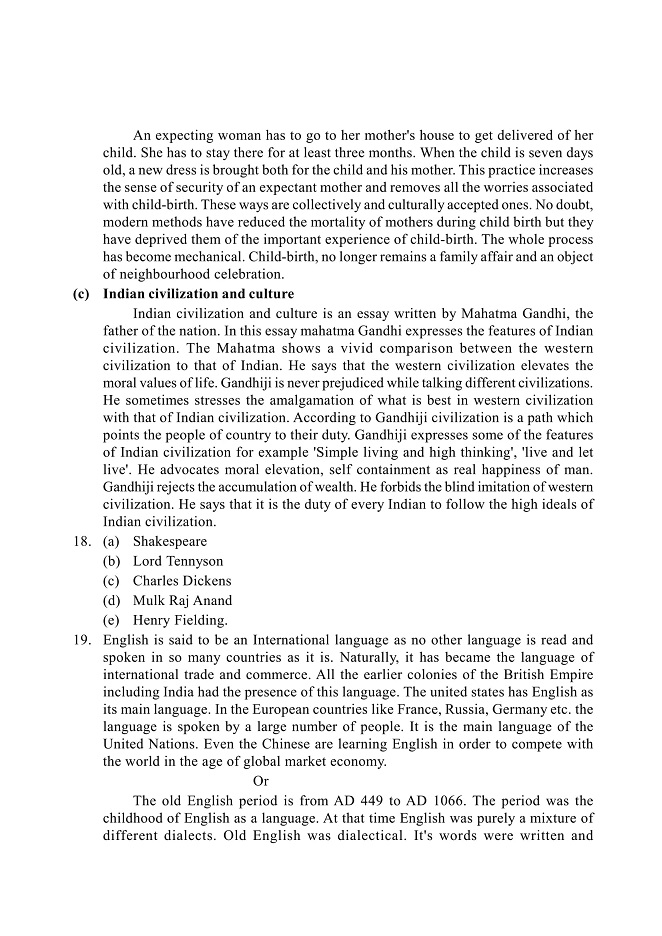 An expecting woman has to go to her mother's house to get delivered of her
child. She has to stay there for at least three months. When the child is seven days
old, a new dress is brought both for the child and his mother. This practice increases
the sense of security of an expectant mother and removes all the worries associated
with child-birth. These ways are collectively and culturally accepted ones. No doubt,
modern methods have reduced the mortality of mothers during child birth but they
have deprived them of the important experience of child-birth. The whole process
has become mechanical. Child-birth, no longer remains a family affair and an object
of neighbourhood celebration.
(c) Indian civilization and culture
Indian civilization and culture is an essay written by Mahatma Gandhi, the
father of the nation. In this essay mahatma Gandhi expresses the features of Indian
civilization. The Mahatma shows a vivid comparison between the western
civilization to that of Indian. He says that the western civilization elevates the
moral values of life. Gandhiji is never prejudiced while talking different civilizations.
He sometimes stresses the amalgamation of what is best in western civilization
with that of Indian civilization. According to Gandhiji civilization is a path which
points the people of country to their duty. Gandhiji expresses some of the features
of Indian civilization for example 'Simple living and high thinking', 'live and let
live'. He advocates moral elevation, self containment as real happiness of man.
Gandhiji rejects the accumulation of wealth. He forbids the blind imitation of western
civilization. He says that it is the duty of every Indian to follow the high ideals of
Indian civilization.
18. (a) Shakespeare
(b) Lord Tennyson
(c) Charles Dickens
(d) Mulk Raj Anand
(e) Henry Fielding.
19. English is said to be an International language as no other language is read and
spoken in so many countries as it is. Naturally, it has became the language of
international trade and commerce. All the earlier colonies of the British Empire
including India had the presence of this language. The united states has English as
its main language. In the European countries like France, Russia, Germany etc. the
language is spoken by a large number of people. It is the main language of the
United Nations. Even the Chinese are learning English in order to compete with
the world in the age of global market economy.
Or
The old English period is from AD 449 to AD 1066. The period was the
childhood of English as a language. At that time English was purely a mixture of
different dialects. Old English was dialectical. It's words were written and